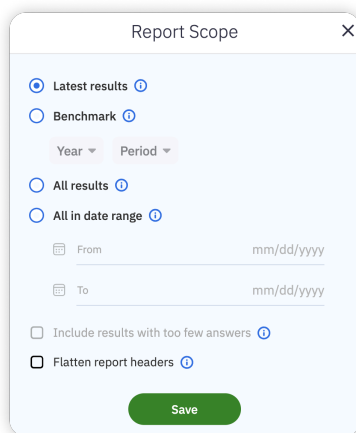 Report Scope
Latest results
Benchmark
Year Period
All results
All in date range
From mm/dd/yyyy
To mm/dd/yyyy
Include results with too few answers
Flatten report headers
Save